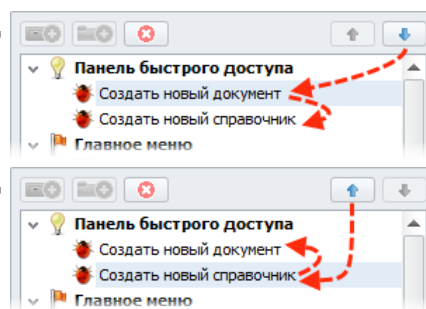 Панель быстрого доступа
Создать новый документ
Создать новый справочник
Главное меню
Панель быстрого доступа
Создать новый документ
Создать новый справочник
Главное меню